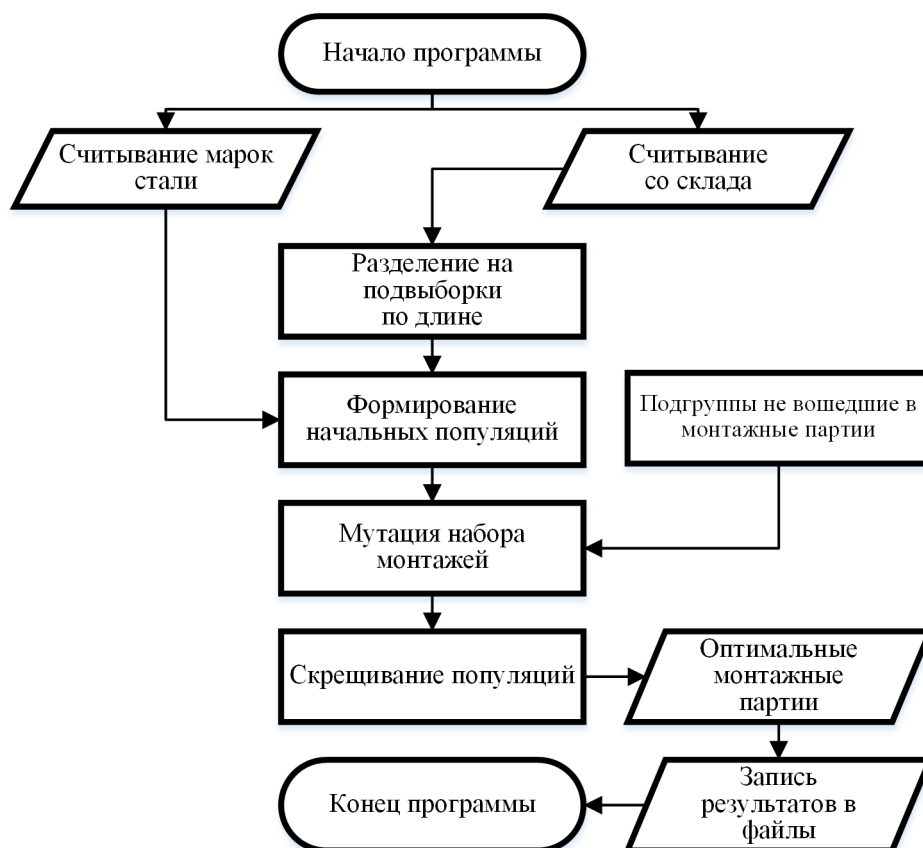 Начало программы
Считывание марок
стали
Считывание
со склада
Разделение на
подвыборки
по длине
Формирование
начальных популяций
Подгруппы не вошедшие в
монтажные партии
Мутация набора
монтажей
Скрещивание популяций
Оптимальные
монтажные
партии
Конец программы
Запись
результатов в
файлы